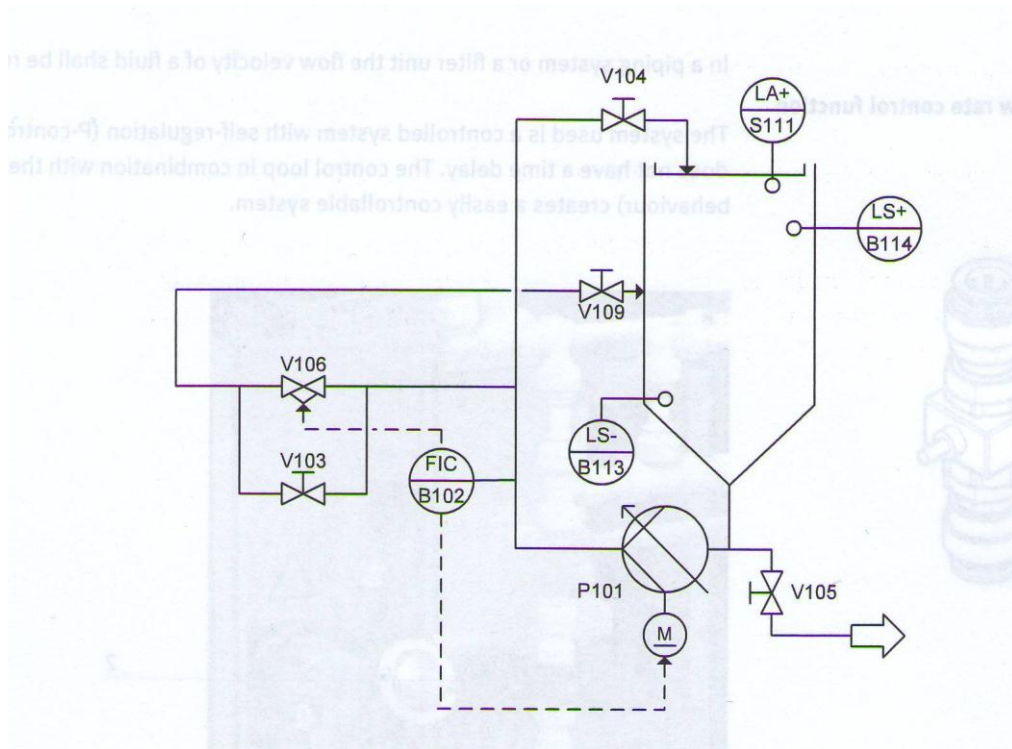 In a piping system or a filter unit the flow velocity of a fluid shall be
V104
LA+
S111
w rate control function
The system used is a controlled system with self-regulation (P-contro
does not have a time delay. The control loop in combination with the
LS+
B114
behaviour) creates a easily controllable system.
V109
V106
LS-
B113
V103
FIC
B102
P101
V105
M
2